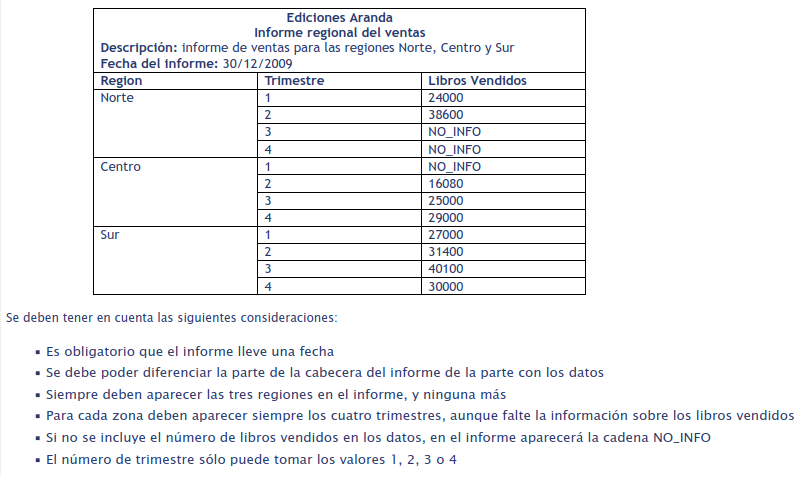 Ediciones Aranda
Informe regional del ventas
Descripción: informe de ventas para las regiones Norte, Centro y Sur
Fecha del informe: 30/12/2009
Region Trimestre Libros Vendidos
Norte 1 24000
2 38600
3 NO_INFO
4 NO_INFO
Centro 1 NO_INFO
2 16080
3 25000
4 29000
Sur 1 27000
2 31400
3 40100
4 30000
Se deben tener en cuenta las siguientes consideraciones:
▪ Es obligatorio que el informe lleve una fecha
▪ Se debe poder diferenciar la parte de la cabecera del informe de la parte con los datos
▪ Siempre deben aparecer las tres regiones en el informe, y ninguna más
▪ Para cada zona deben aparecer siempre los cuatro trimestres, aunque falte la información sobre los libros vendidos
▪ Si no se incluye el número de libros vendidos en los datos, en el informe aparecerá la cadena NO_INFO
▪ El número de trimestre sólo puede tomar los valores 1, 2, 3 o 4